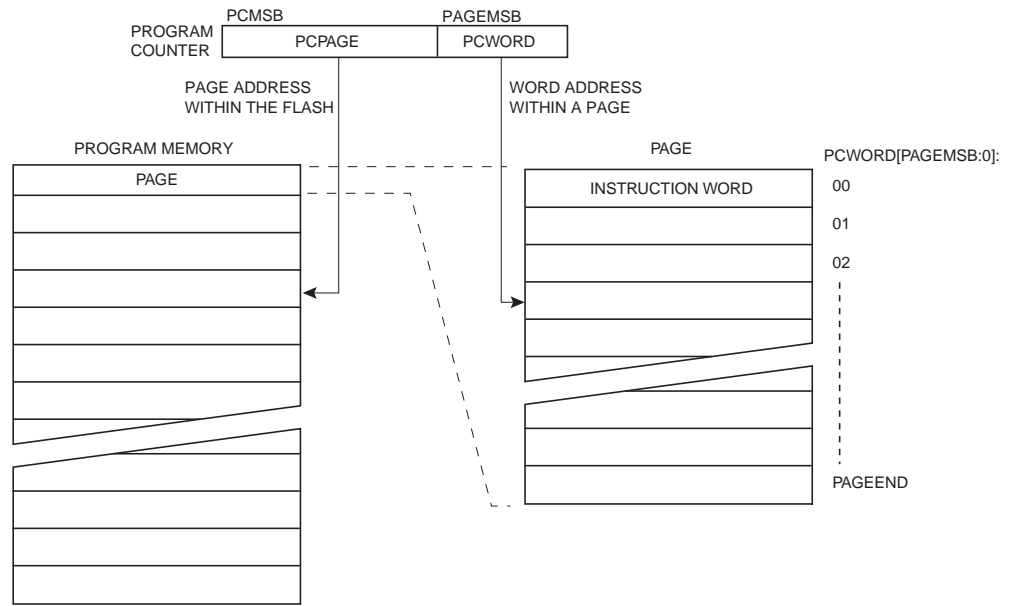 PCMSB
PAGEMSB
PROGRAM
COUNTER
PCPAGE
PCWORD
PAGE ADDRESS
WITHIN THE FLASH
WORD ADDRESS
WITHIN A PAGE
PROGRAM MEMORY
PAGE
PAGE
PCWORD[PAGEMSB:0]:
INSTRUCTION WORD
00
01
02
PAGEEND